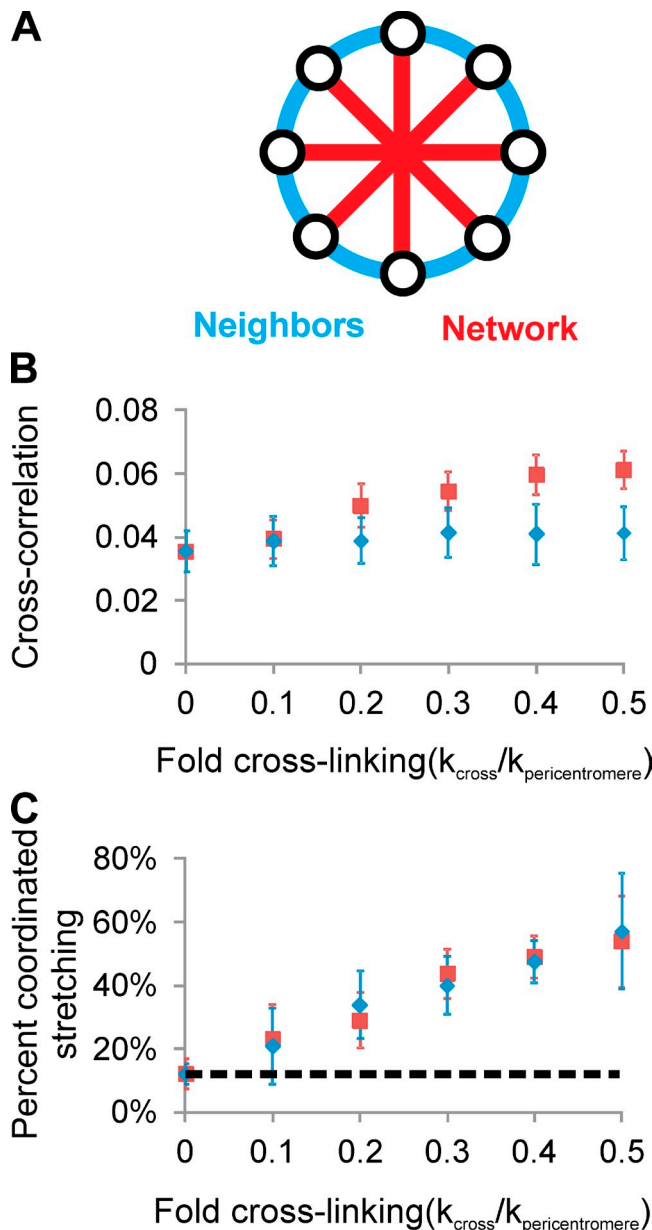 A
Neighbors Network
B
Cross-correlation
0.08
0.06
0.04
0.02
0
0 0.1 0.2 0.3 0.4 0.5
Fold cross-linking(kcross/kpericentromere)
C
Percent coordinated
stretching
80%
60%
40%
20%
0%
0 0.1 0.2 0.3 0.4 0.5
Fold cross-linking(kcross/kpericentromere)